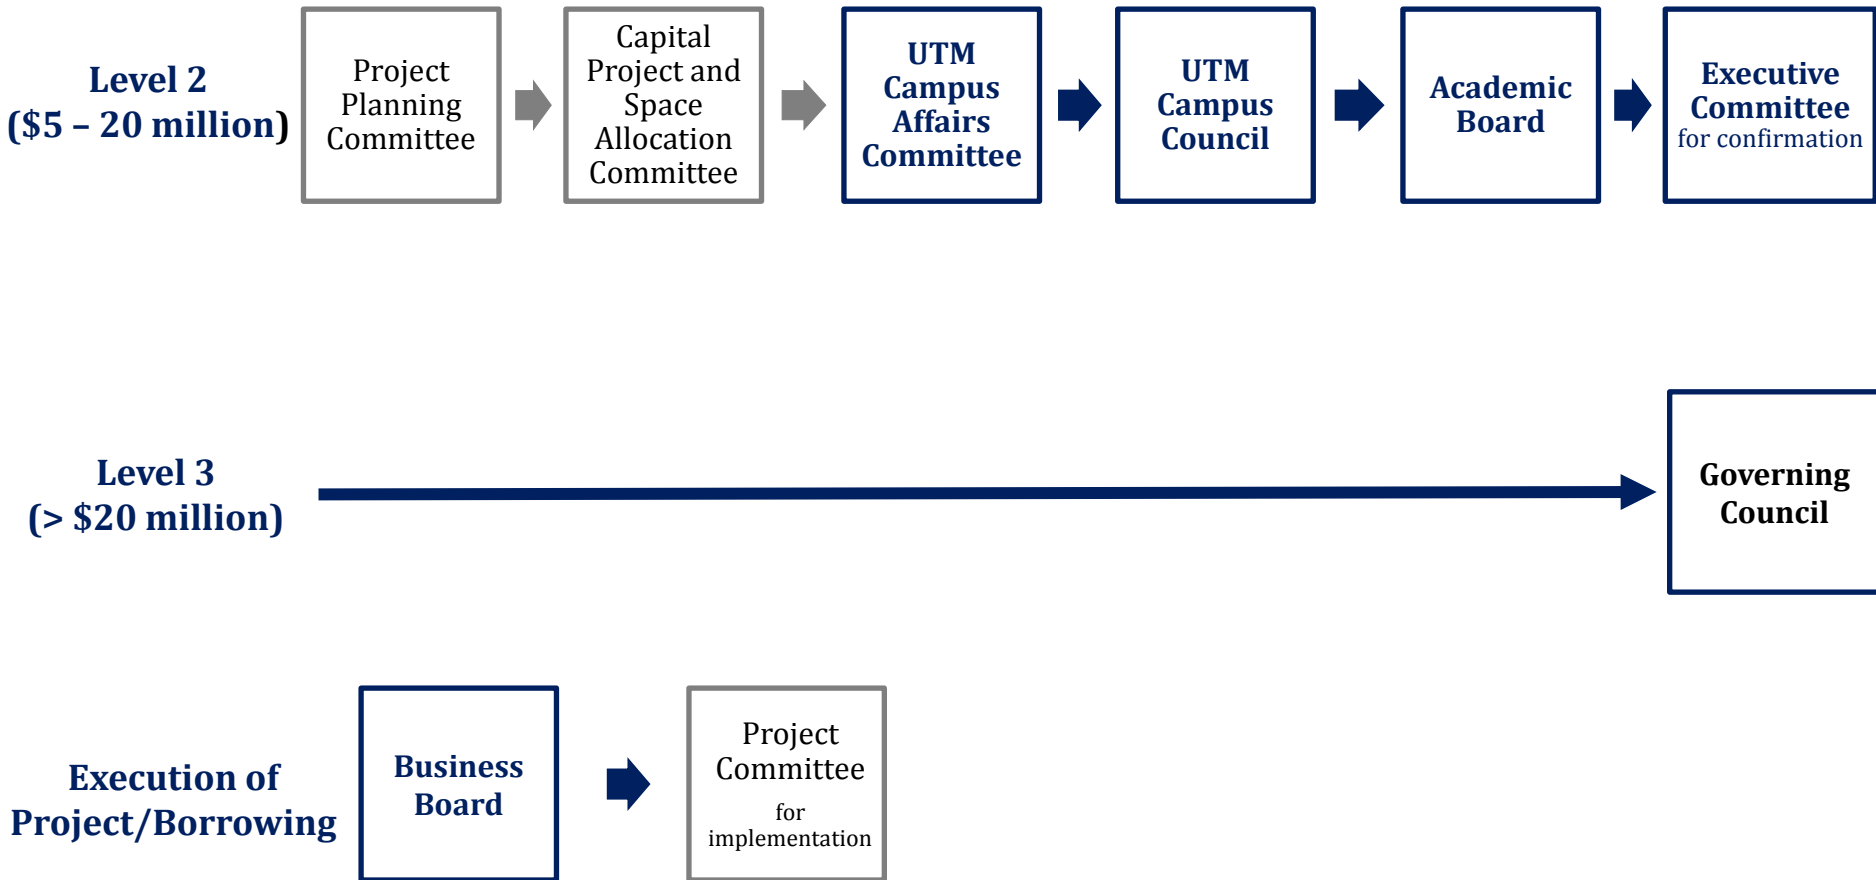 Level 2
($5 – 20 million)
Project
Planning
Committee
Capital
Project and
Space
Allocation
Committee
UTM
Campus
Affairs
Committee
UTM
Campus
Council
Academic
Board
Executive
Committee
for confirmation
Level 3
(> $20 million)
Governing
Council
Execution of
Project/Borrowing
Business
Board
Project
Committee
for
implementation